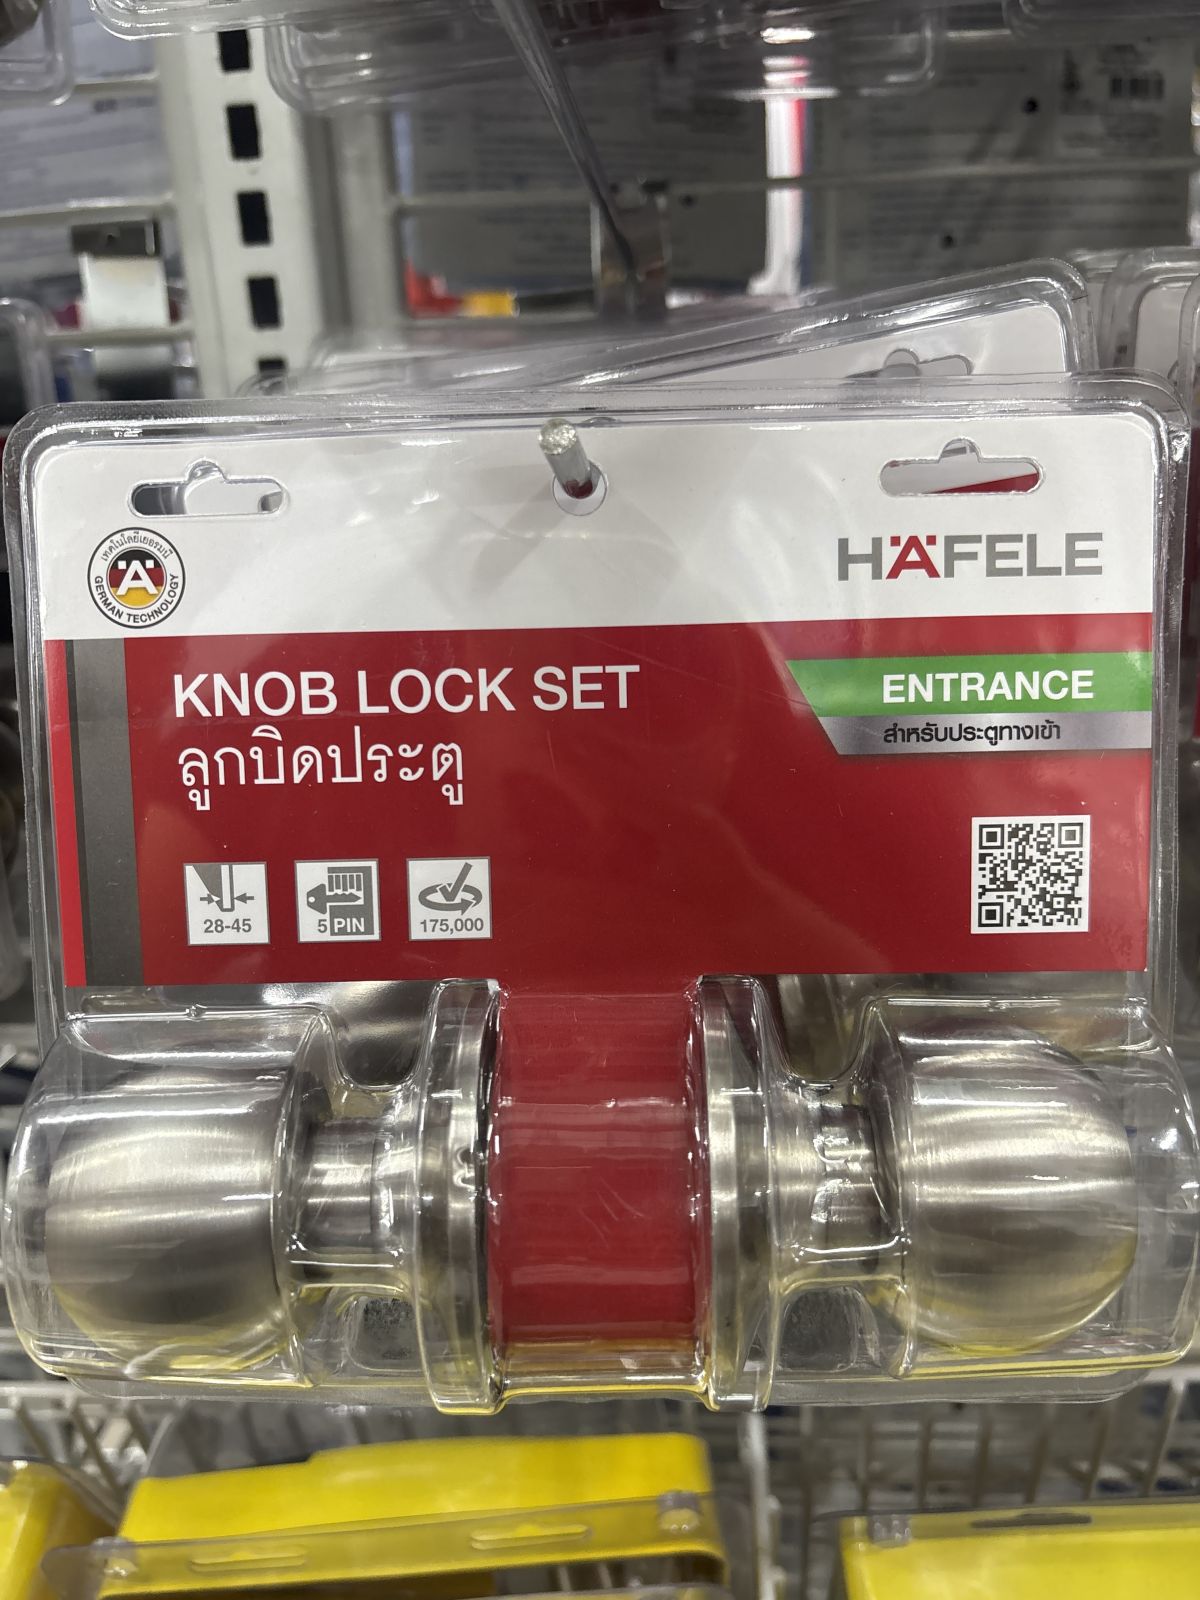 เทคโนโลยีเยอรมนี
Ä
GERMAN TECHNOLOGY
HÄFELE
KNOB LOCK SET
ลูกบิดประตู
ENTRANCE
สำหรับประตูทางเข้า
28-45
5 PIN
175,000